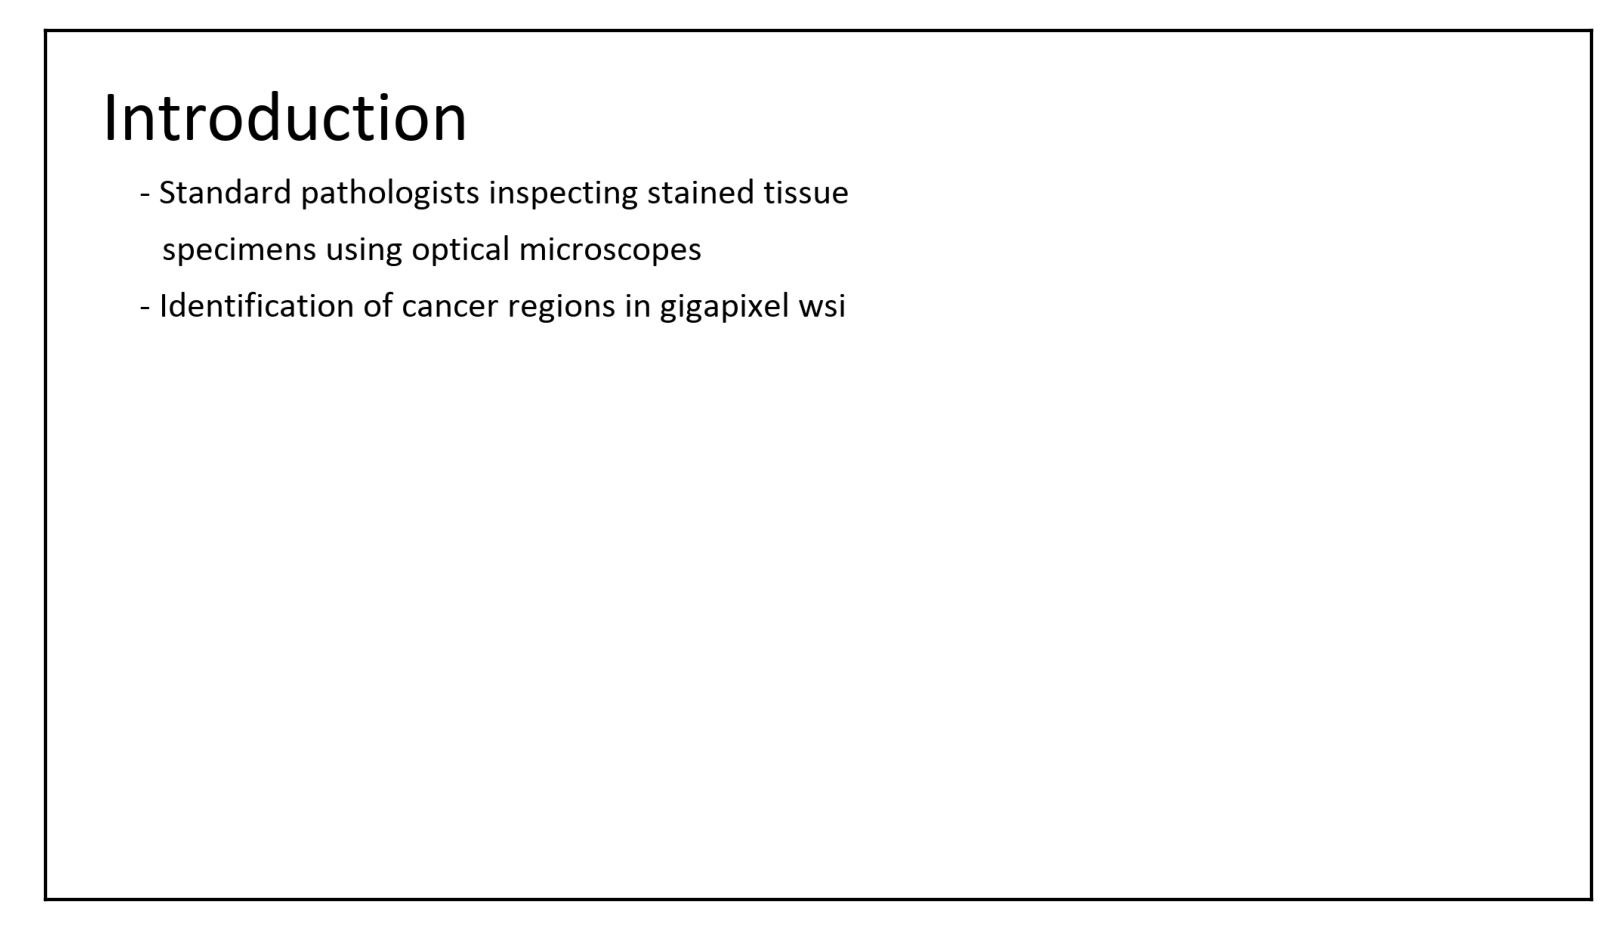 Introduction
- Standard pathologists inspecting stained tissue
specimens using optical microscopes
- Identification of cancer regions in gigapixel wsi